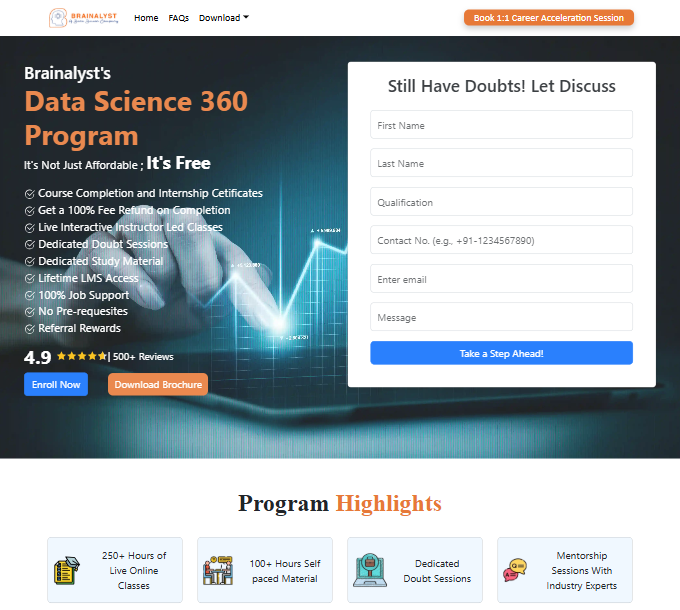 BRAINALYST
Home
FAQs
Download
Book 1:1 Career Acceleration Session
Brainalyst's
Data Science 360
Program
It's Not Just Affordable ; It's Free
Course Completion and Internship Cetificates
Get a 100% Fee Refund on Completion
Live Interactive Instructor Led Classes
Dedicated Doubt Sessions
Dedicated Study Material
Lifetime LMS Access
100% Job Support
No Pre-requesites
Referral Rewards
4.9 | 500+ Reviews
Enroll Now
Download Brochure
Still Have Doubts! Let Discuss
First Name
Last Name
Qualification
Contact No. (e.g., +91-1234567890)
Enter email
Message
Take a Step Ahead!
Program Highlights
250+ Hours of
Live Online
Classes
100+ Hours Self
paced Material
Dedicated
Doubt Sessions
Mentorship
Sessions With
Industry Experts